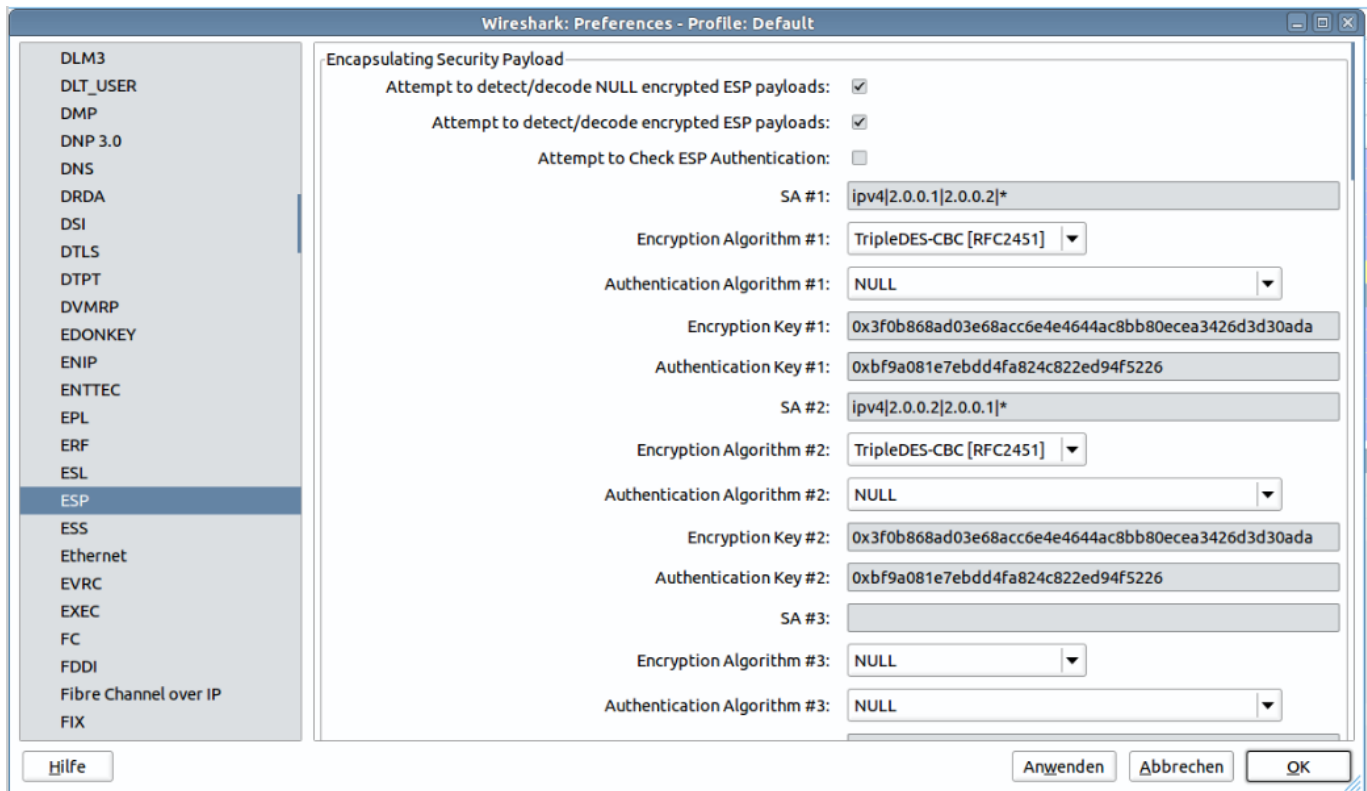 Wireshark: Preferences - Profile: Default
DLM3
DLT_USER
DMP
DNP 3.0
DNS
DRDA
DSI
DTLS
DTPT
DVMRP
EDONKEY
ENIP
ENTTEC
EPL
ERF
ESL
ESP
ESS
Ethernet
EVRC
EXEC
FC
FDDI
Fibre Channel over IP
FIX
Encapsulating Security Payload
Attempt to detect/decode NULL encrypted ESP payloads:
Attempt to detect/decode encrypted ESP payloads:
Attempt to Check ESP Authentication:
SA #1: ipv4|2.0.0.1|2.0.0.2|*
Encryption Algorithm #1: TripleDES-CBC [RFC2451]
Authentication Algorithm #1: NULL
Encryption Key #1: 0x3f0b868ad03e68acc6e4e4644ac8bb80ecea3426d3d30ada
Authentication Key #1: 0xbf9a081e7ebdd4fa824c822ed94f5226
SA #2: ipv4|2.0.0.2|2.0.0.1|*
Encryption Algorithm #2: TripleDES-CBC [RFC2451]
Authentication Algorithm #2: NULL
Encryption Key #2: 0x3f0b868ad03e68acc6e4e4644ac8bb80ecea3426d3d30ada
Authentication Key #2: 0xbf9a081e7ebdd4fa824c822ed94f5226
SA #3:
Encryption Algorithm #3: NULL
Authentication Algorithm #3: NULL
Hilfe
Anwenden
Abbrechen
OK